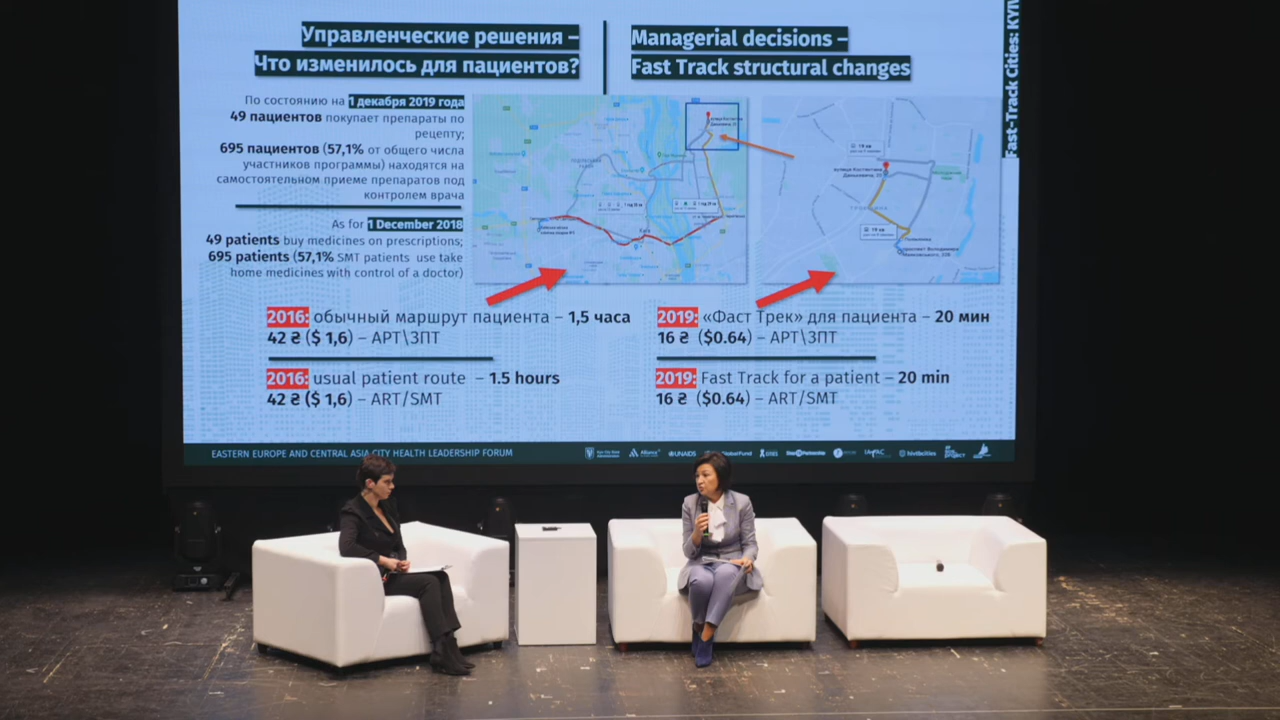 Управленческие решения –
Что изменилось для пациентов?
Managerial decisions –
Fast Track structural changes
Fast-Track Cities: KYIV
По состоянию на 1 декабря 2019 года
49 пациентов покупает препараты по
рецепту;
695 пациентов (57,1% от общего числа
участников программы) находятся на
самостоятельном приеме препаратов под
контролем врача
As for 1 December 2018
49 patients buy medicines on prescriptions;
695 patients (57,1% SMT patients use take
home medicines with control of a doctor)
2016: обычный маршрут пациента – 1,5 часа
42 ₴ ($ 1,6) – АРТ\ЗПТ
2016: usual patient route – 1.5 hours
42 ₴ ($ 1,6) – ART/SMT
2019: «Фаст Трек» для пациента – 20 мин
16 ₴ ($0.64) – АРТ\ЗПТ
2019: Fast Track for a patient – 20 min
16 ₴ ($0.64) – ART/SMT
EASTERN EUROPE AND CENTRAL ASIA CITY HEALTH LEADERSHIP FORUM
Alliance
UNAIDS